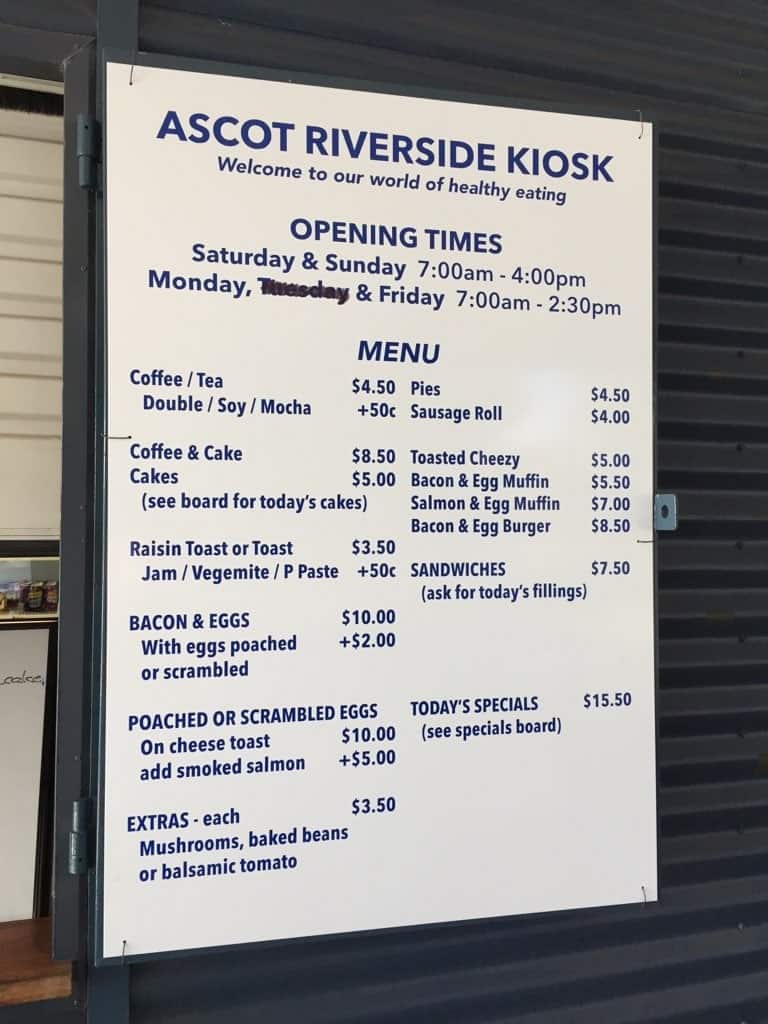 ASCOT RIVERSIDE KIOSK
Welcome to our world of healthy eating
OPENING TIMES
Saturday & Sunday 7:00am - 4:00pm
Monday, Tuesday & Friday 7:00am - 2:30pm
MENU
Coffee / Tea $4.50
Double / Soy / Mocha +50c
Coffee & Cake $8.50
Cakes $5.00
(see board for today's cakes)
Raisin Toast or Toast $3.50
Jam / Vegemite / P Paste +50c
BACON & EGGS $10.00
With eggs poached +$2.00
or scrambled
POACHED OR SCRAMBLED EGGS
On cheese toast $10.00
add smoked salmon +$5.00
EXTRAS - each $3.50
Mushrooms, baked beans
or balsamic tomato
Pies $4.50
Sausage Roll $4.00
Toasted Cheezy $5.00
Bacon & Egg Muffin $5.50
Salmon & Egg Muffin $7.00
Bacon & Egg Burger $8.50
SANDWICHES $7.50
(ask for today's fillings)
TODAY'S SPECIALS $15.50
(see specials board)